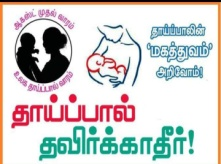 ஆகஸ்ட் முதல் வாரம்
உலக தாய்ப்பால் வாரம்
தாய்ப்பாலின்
'மகத்துவம்'
அறிவோம்!
தாய்ப்பால்
தவிர்க்காதீர்!